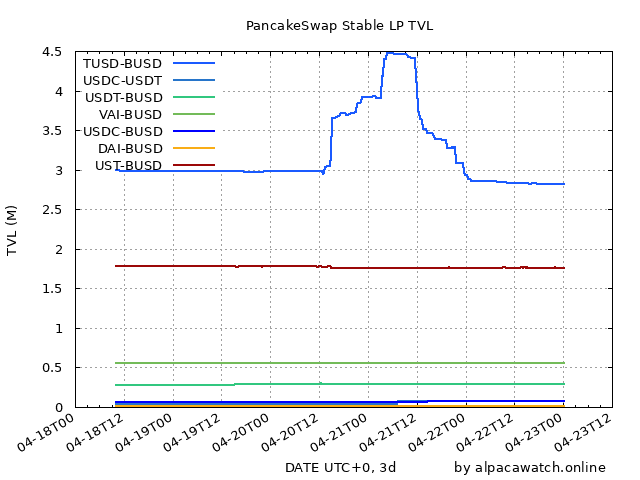 PancakeSwap Stable LP TVL
TVL (M)
4.5
4
3.5
3
2.5
2
1.5
1
0.5
0
TUSD-BUSD
USDC-USDT
USDT-BUSD
VAI-BUSD
USDC-BUSD
DAI-BUSD
UST-BUSD
04-18T00
04-18T12
04-19T00
04-19T12
04-20T00
04-20T12
04-21T00
04-21T12
04-22T00
04-22T12
04-23T00
04-23T12
DATE UTC+0, 3d
by alpacawatch.online